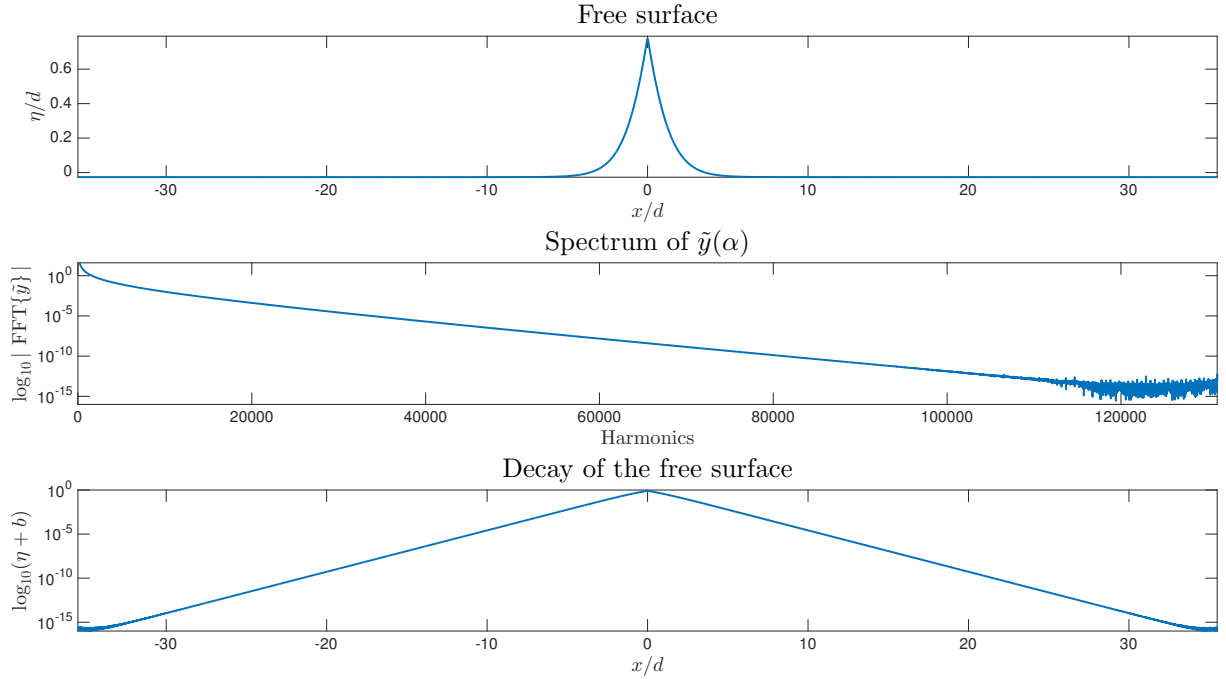 Free surface
0.6
0.4
0.2
0
η/d
-30 -20 -10 0 10 20 30
x/d
Spectrum of ỹ(α)
10^0
10^-5
10^-10
10^-15
log₁₀| FFT{ỹ} |
0 20000 40000 60000 80000 100000 120000
Harmonics
Decay of the free surface
10^0
10^-5
10^-10
10^-15
log₁₀(η + b)
-30 -20 -10 0 10 20 30
x/d